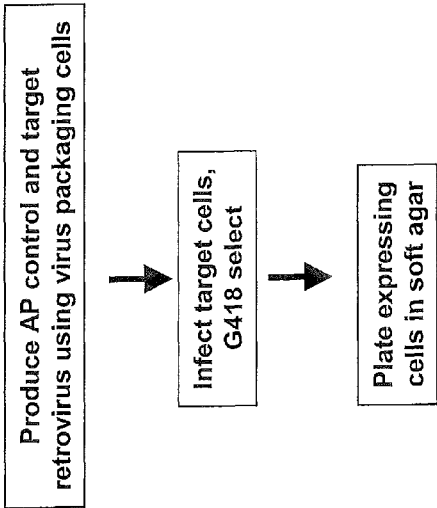 Produce AP control and target
retrovirus using virus packaging cells
Infect target cells,
G418 select
Plate expressing
cells in soft agar